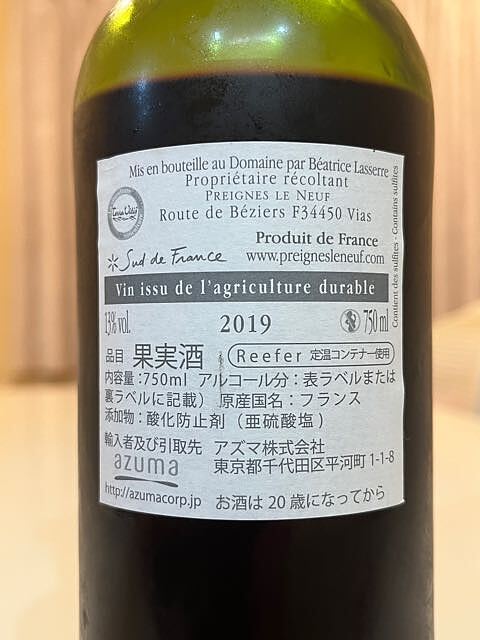 Mis en bouteille au Domaine par Béatrice Lasserre
Propriétaire récoltant
PREIGNES LE NEUF
Route de Béziers F34450 Vias
Terra Vitis
Produit de France
Sud de France
www.preignesleneuf.com
Vin issu de l'agriculture durable
13% vol.
2019
750 ml
Contient des sulfites - Contains sulfites
品目 果実酒 Reefer 定温コンテナー使用
内容量:750ml アルコール分:表ラベルまたは
裏ラベルに記載) 原産国名:フランス
添加物:酸化防止剤(亜硫酸塩)
輸入者及び引取先 アズマ株式会社
azuma 東京都千代田区平河町 1-1-8
http://azumacorp.jp お酒は20歳になってから